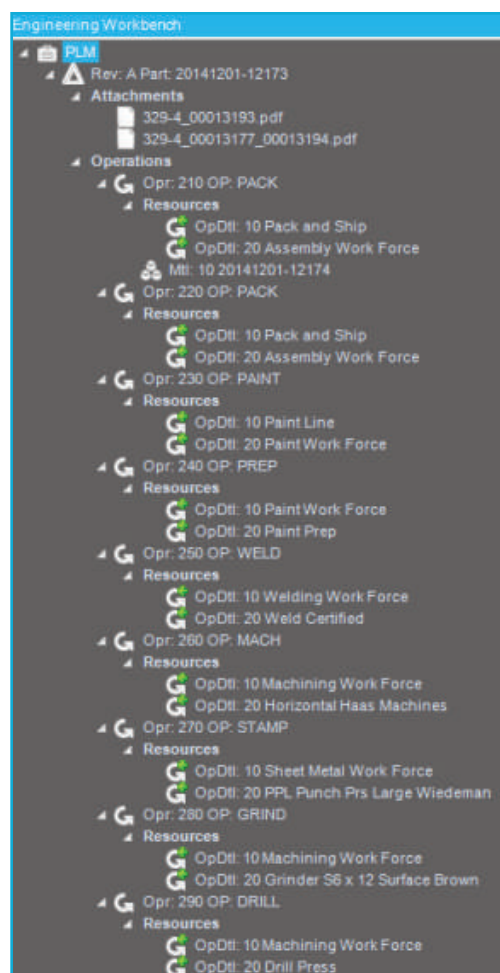 Engineering Workbench
PLM
Rev: A Part: 20141201-12173
Attachments
329-4_00013193.pdf
329-4_00013177_00013194.pdf
Operations
Opr: 210 OP: PACK
Resources
OpDtl: 10 Pack and Ship
OpDtl: 20 Assembly Work Force
Mtl: 10 20141201-12174
Opr: 220 OP: PACK
Resources
OpDtl: 10 Pack and Ship
OpDtl: 20 Assembly Work Force
Opr: 230 OP: PAINT
Resources
OpDtl: 10 Paint Line
OpDtl: 20 Paint Work Force
Opr: 240 OP: PREP
Resources
OpDtl: 10 Paint Work Force
OpDtl: 20 Paint Prep
Opr: 250 OP: WELD
Resources
OpDtl: 10 Welding Work Force
OpDtl: 20 Weld Certified
Opr: 260 OP: MACH
Resources
OpDtl: 10 Machining Work Force
OpDtl: 20 Horizontal Haas Machines
Opr: 270 OP: STAMP
Resources
OpDtl: 10 Sheet Metal Work Force
OpDtl: 20 PPL Punch Prs Large Wiedeman
Opr: 280 OP: GRIND
Resources
OpDtl: 10 Machining Work Force
OpDtl: 20 Grinder S6 x 12 Surface Brown
Opr: 290 OP: DRILL
Resources
OpDtl: 10 Machining Work Force
OpDtl: 20 Drill Press